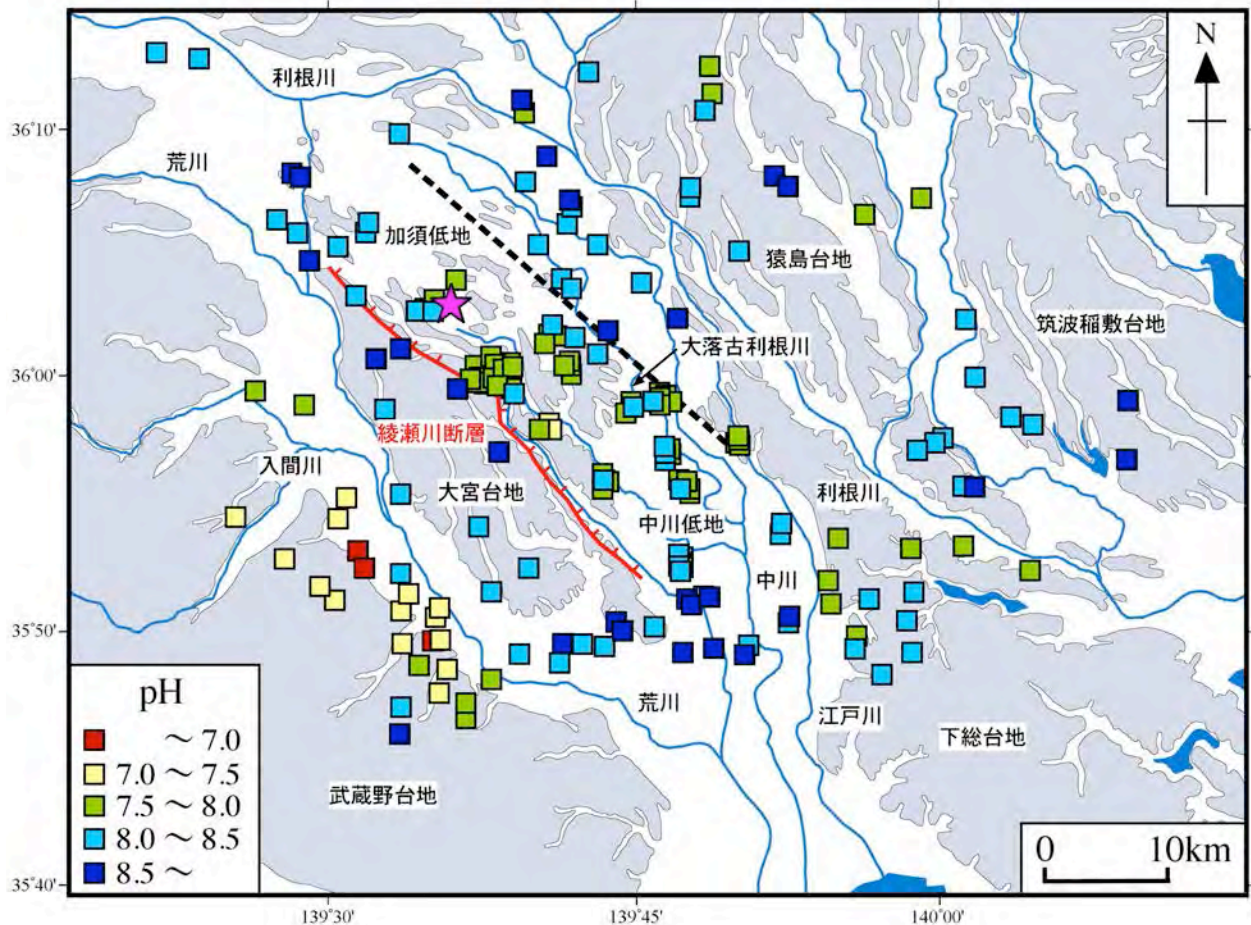 N
利根川
36°10'
荒川
加須低地
猿島台地
筑波稲敷台地
大落古利根川
36°00'
綾瀬川断層
入間川
大宮台地
利根川
中川低地
中川
35°50'
pH
～7.0
7.0～7.5
7.5～8.0
8.0～8.5
8.5～
荒川
江戸川
下総台地
武蔵野台地
0 10km
35°40'
139°30' 139°45' 140°00'